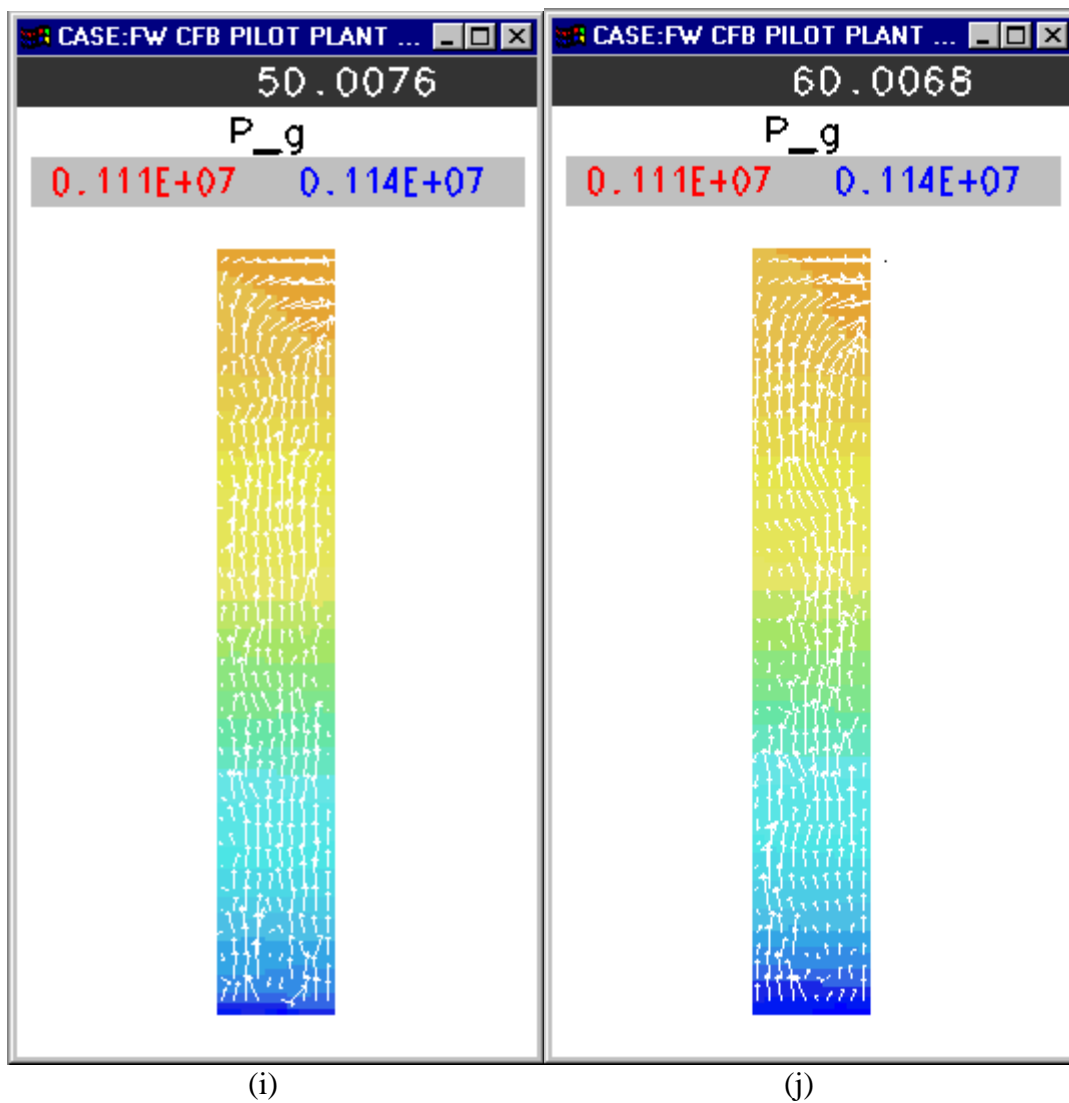 CASE:FW CFB PILOT PLANT ...
50.0076
P_g
0.111E+07 0.114E+07
(i)
CASE:FW CFB PILOT PLANT ...
60.0068
P_g
0.111E+07 0.114E+07
(j)